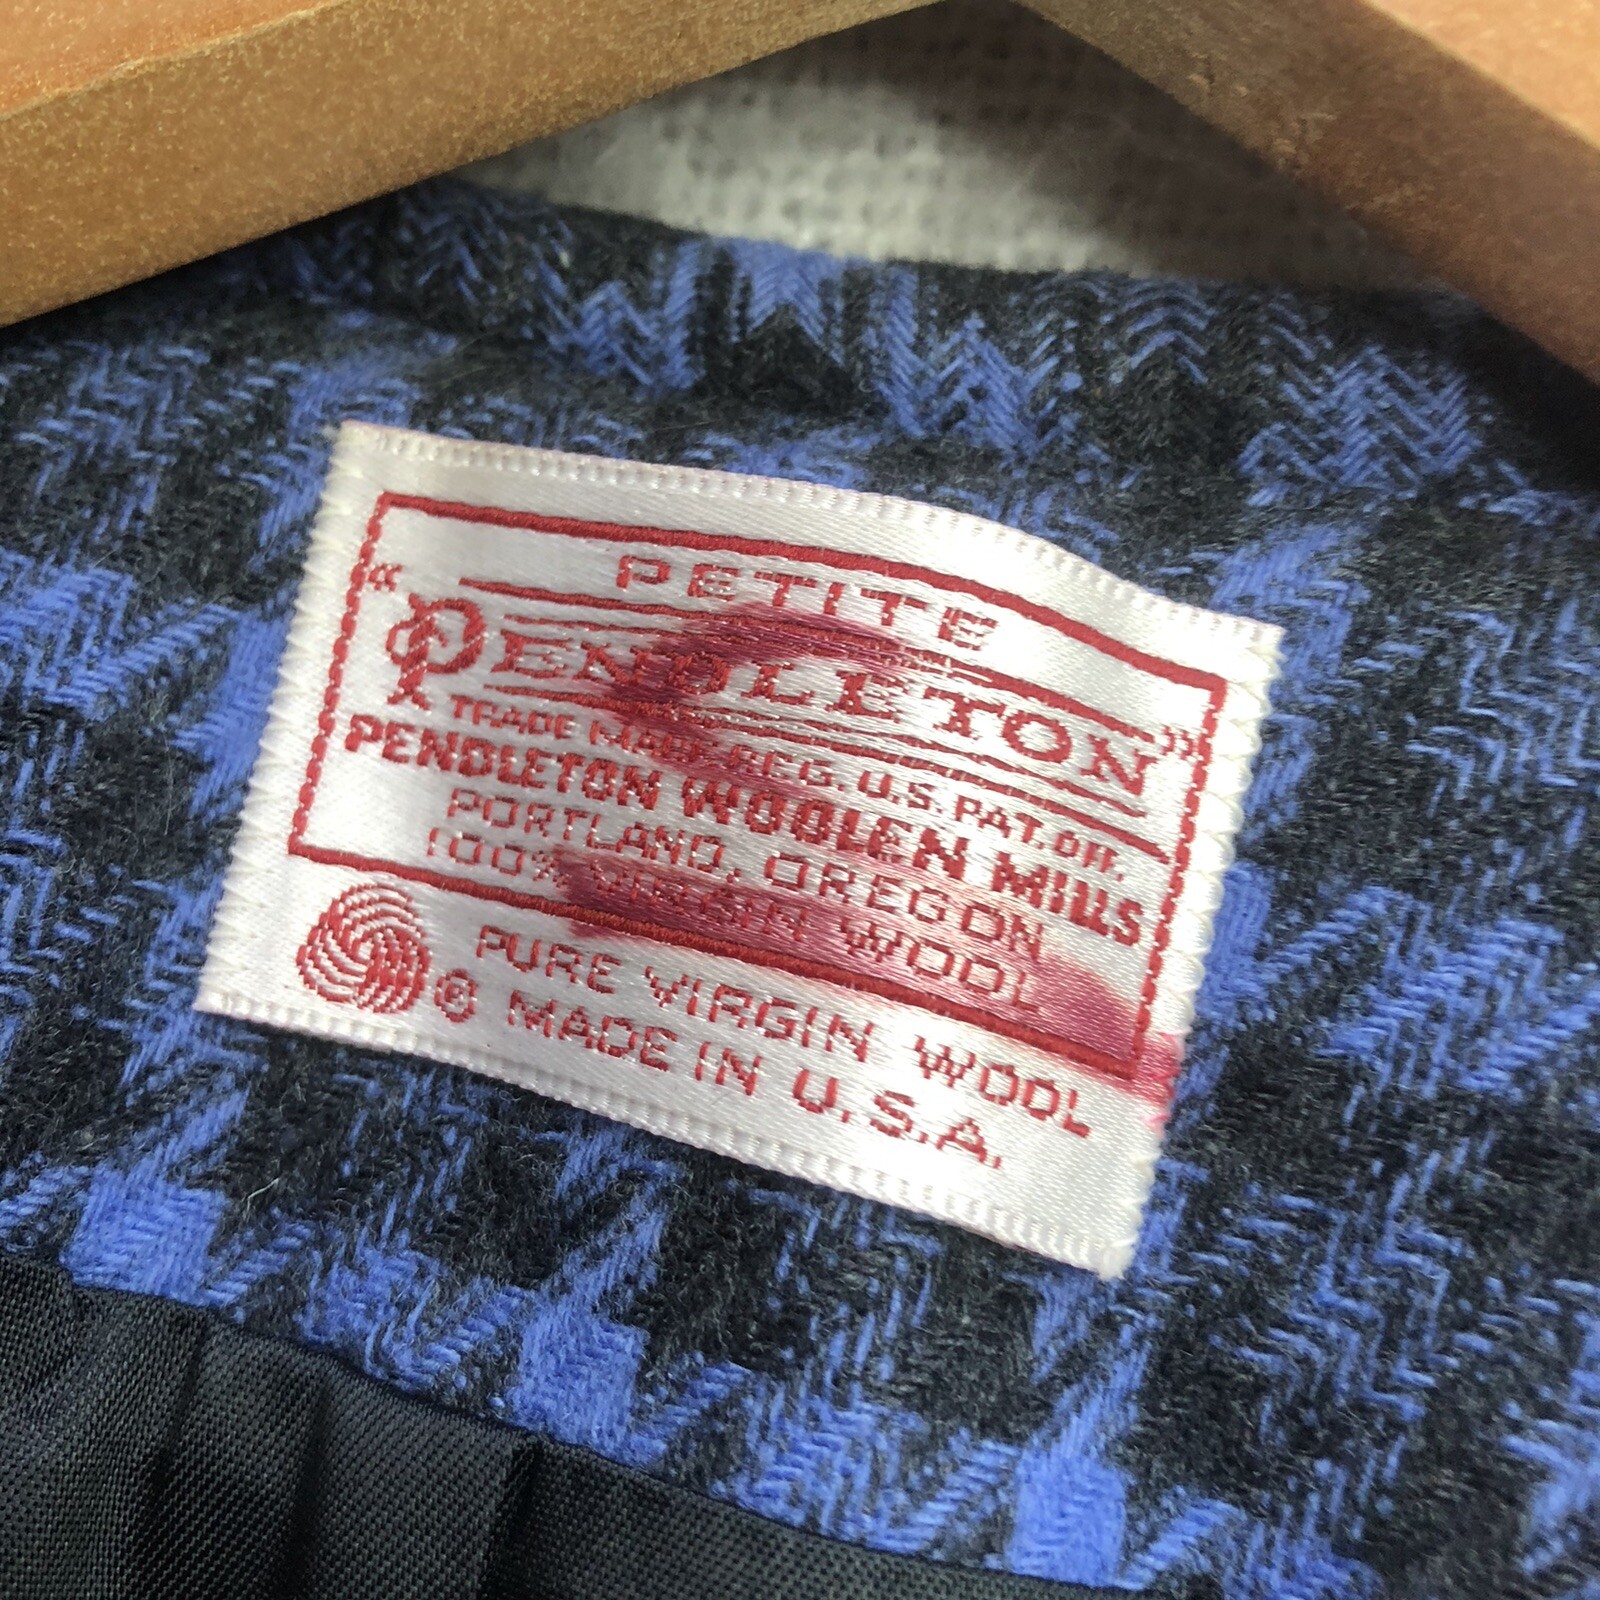 PETITE
"PENDLETON"
TRADE MARK REG. U.S. PAT. OFF.
PENDLETON WOOLEN MILLS
PORTLAND, OREGON
100% VIRGIN WOOL
PURE VIRGIN WOOL
® MADE IN U.S.A.